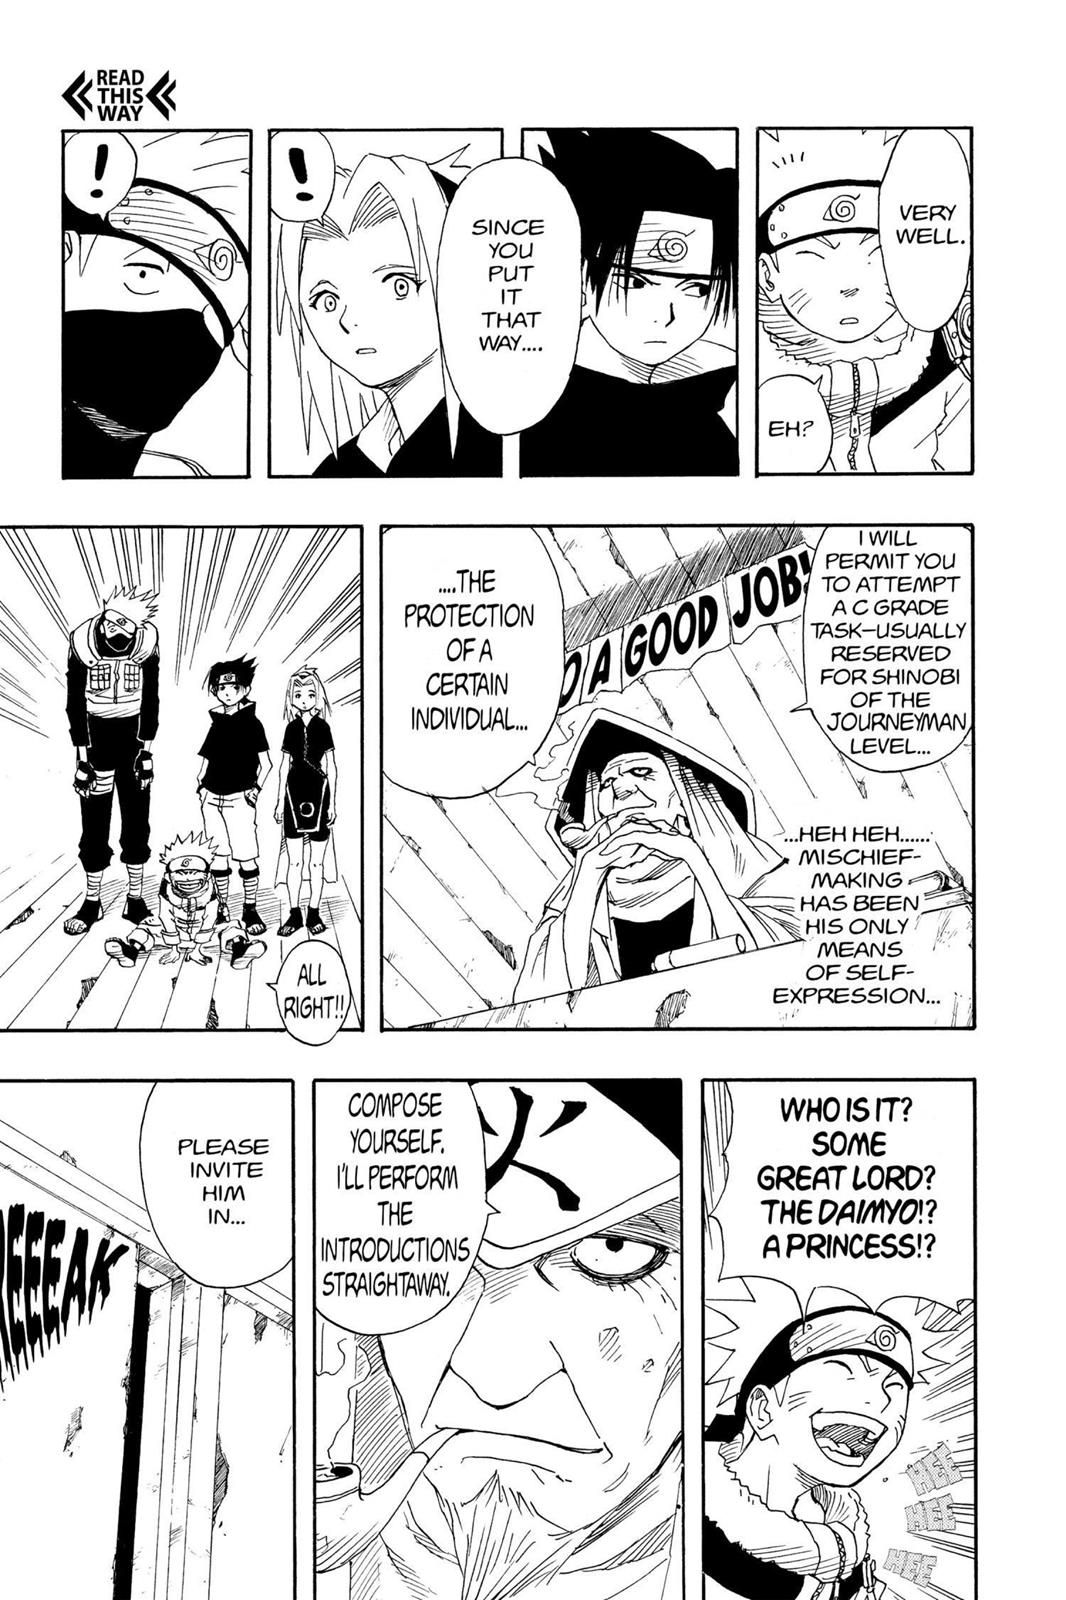 READ
THIS
WAY
VERY
WELL.
EH?
SINCE
YOU
PUT
IT
THAT
WAY....
!
!
I WILL
PERMIT YOU
TO ATTEMPT
A C GRADE
TASK—USUALLY
RESERVED
FOR SHINOBI
OF THE
JOURNEYMAN
LEVEL...
O A GOOD JOB!
....THE
PROTECTION
OF A
CERTAIN
INDIVIDUAL...
...HEH HEH......
MISCHIEF-
MAKING
HAS BEEN
HIS ONLY
MEANS
OF SELF-
EXPRESSION...
ALL
RIGHT!!
WHO IS IT?
SOME
GREAT LORD?
THE DAIMYO!?
A PRINCESS!?
HEE
HEE
HEE
COMPOSE
YOURSELF.
I'LL PERFORM
THE
INTRODUCTIONS
STRAIGHTAWAY.
火
PLEASE
INVITE
HIM
IN...
REEEEAK